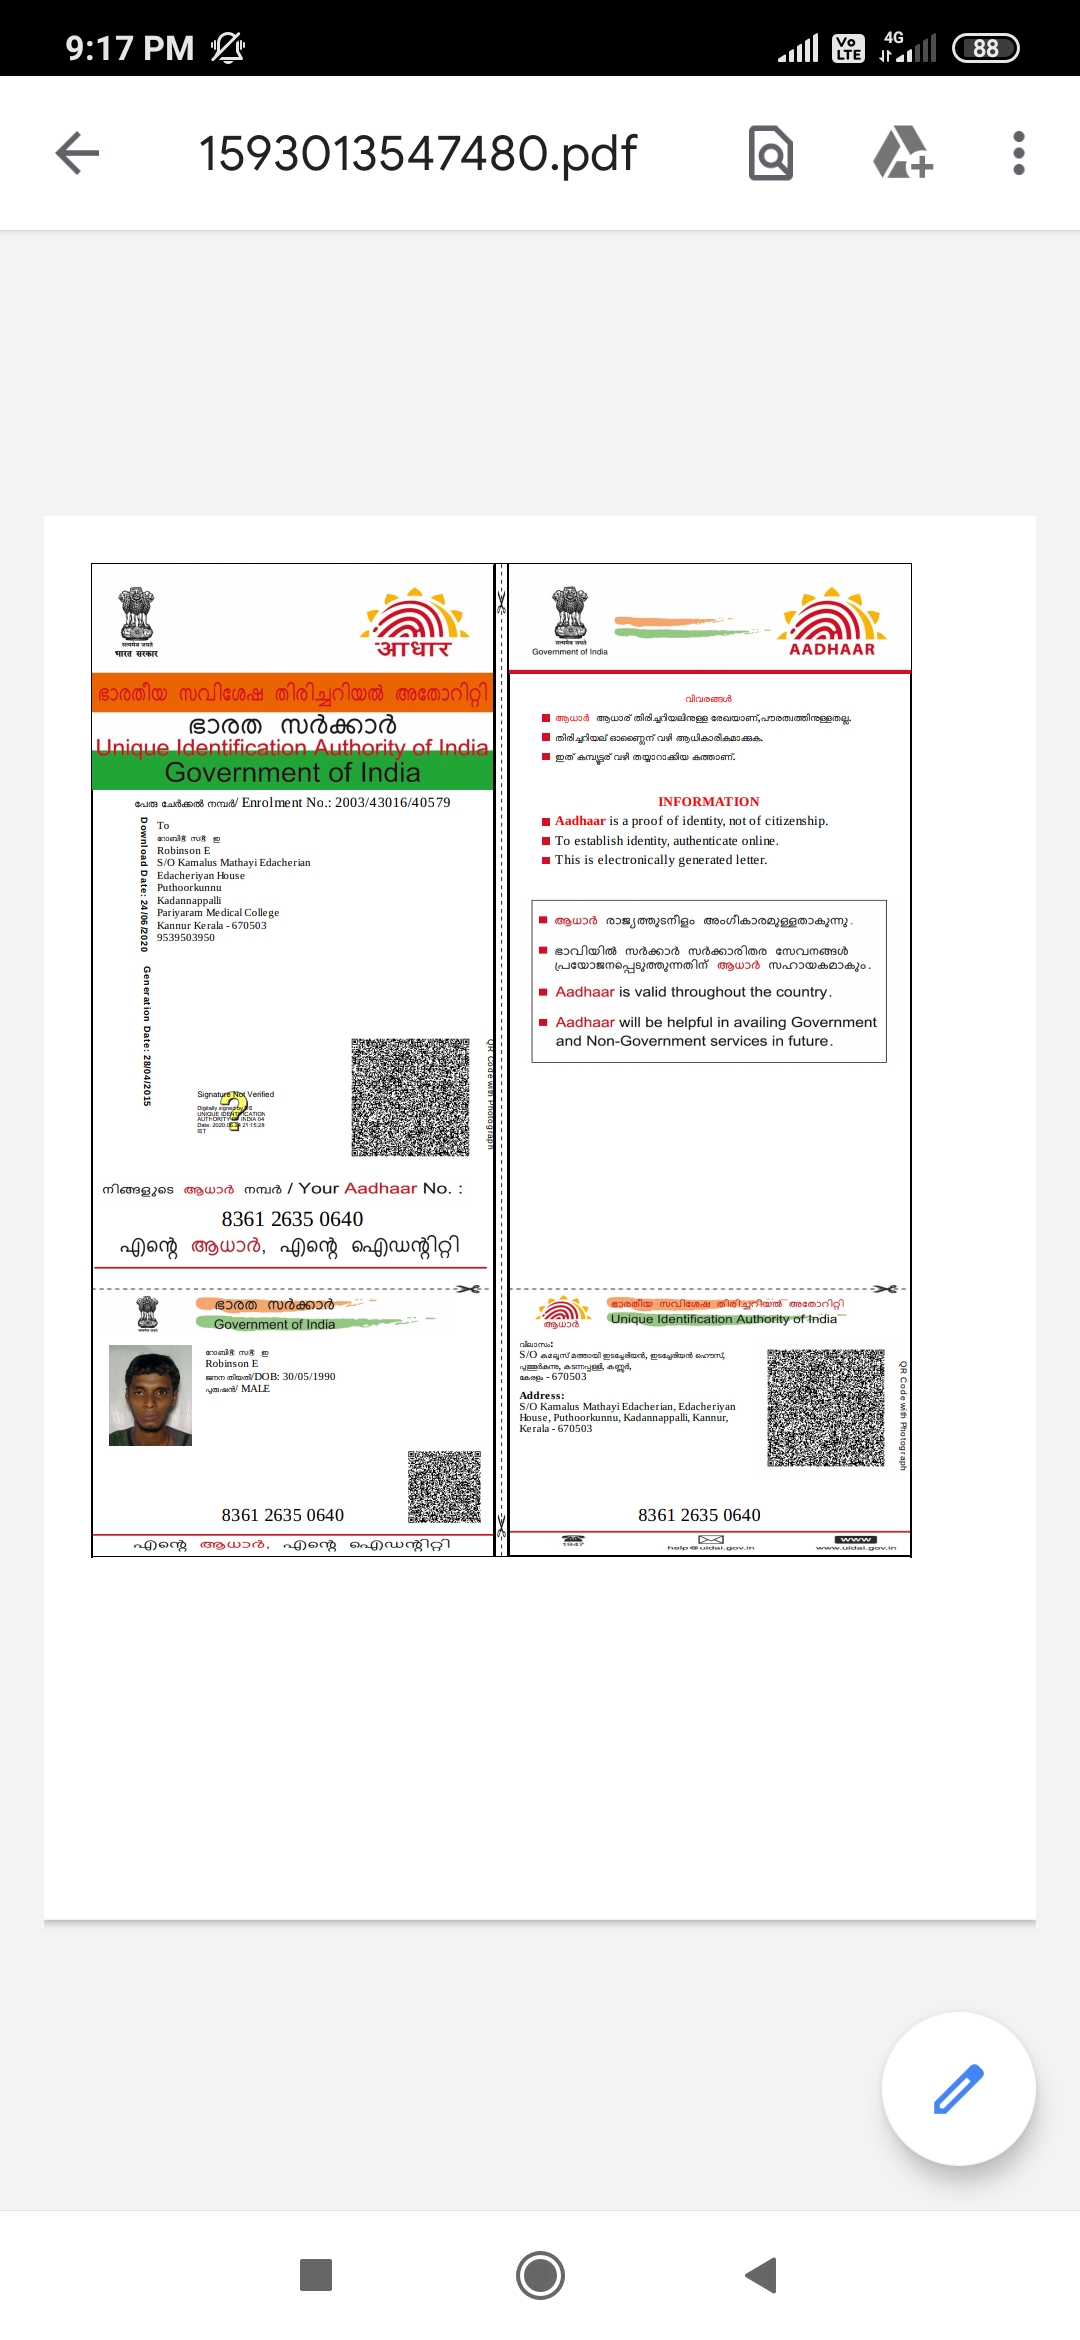 9:17 PM
Vo LTE
4G
88
1593013547480.pdf
सत्यमेव जयते
भारत सरकार
आधार
ഭാരതീയ സവിശേഷ തിരിച്ചറിയൽ അതോറിറ്റി
ഭാരത സർക്കാർ
Unique Identification Authority of India
Government of India
പേരു ചേർക്കൽ നമ്പർ/ Enrolment No.: 2003/43016/40579
Download Date: 24/06/2020
Generation Date: 28/04/2015
To
Robinson E
S/O Kamalus Mathayi Edacherian
Edacheriyan House
Puthoorkunnu
Kadannappalli
Pariyaram Medical College
Kannur Kerala - 670503
9539503950
Signature Not Verified
Digitally signed by DS
UNIQUE IDENTIFICATION
AUTHORITY OF INDIA 04
21:15:28
IST
QR Code with Photograph
നിങ്ങളുടെ ആധാർ നമ്പർ / Your Aadhaar No. :
8361 2635 0640
എന്റെ ആധാർ, എന്റെ ഐഡന്റിറ്റി
ഭാരത സർക്കാർ
Government of India
Robinson E
ജനന തിയതി/DOB: 30/05/1990
പുരുഷൻ/ MALE
8361 2635 0640
എന്റെ ആധാർ, എന്റെ ഐഡന്റിറ്റി
सत्यमेव जयते
Government of India
AADHAAR
വിവരങ്ങൾ
ആധാർ ആധാര് തിരിച്ചറിയലിനുള്ള രേഖയാണ്,പൗരത്വത്തിനുള്ളതല്ല.
തിരിച്ചറിയല് ഓണ്ലൈന് വഴി ആധികാരികമാക്കുക.
ഇത് കമ്പ്യൂട്ടര് വഴി തയ്യാറാക്കിയ കത്താണ്.
INFORMATION
Aadhaar is a proof of identity, not of citizenship.
To establish identity, authenticate online.
This is electronically generated letter.
ആധാർ രാജ്യത്തുടനീളം അംഗീകാരമുള്ളതാകുന്നു.
ഭാവിയിൽ സർക്കാർ സർക്കാരിതര സേവനങ്ങൾ
പ്രയോജനപ്പെടുത്തുന്നതിന് ആധാർ സഹായകമാകും.
Aadhaar is valid throughout the country.
Aadhaar will be helpful in availing Government
and Non-Government services in future.
ആധാർ
ഭാരതീയ സവിശേഷ തിരിച്ചറിയൽ അതോറിറ്റി
Unique Identification Authority of India
വിലാസം:
S/O കമലൂസ് മത്തായി ഇടച്ചേരിയൻ, ഇടച്ചേരിയൻ ഹൌസ്,
പുത്തൂർകുന്നു, കടന്നപ്പള്ളി, കണ്ണൂർ,
കേരളം - 670503
Address:
S/O Kamalus Mathayi Edacherian, Edacheriyan
House, Puthoorkunnu, Kadannappalli, Kannur,
Kerala - 670503
QR Code with Photograph
8361 2635 0640
1947
help@uidai.gov.in
www
www.uidai.gov.in